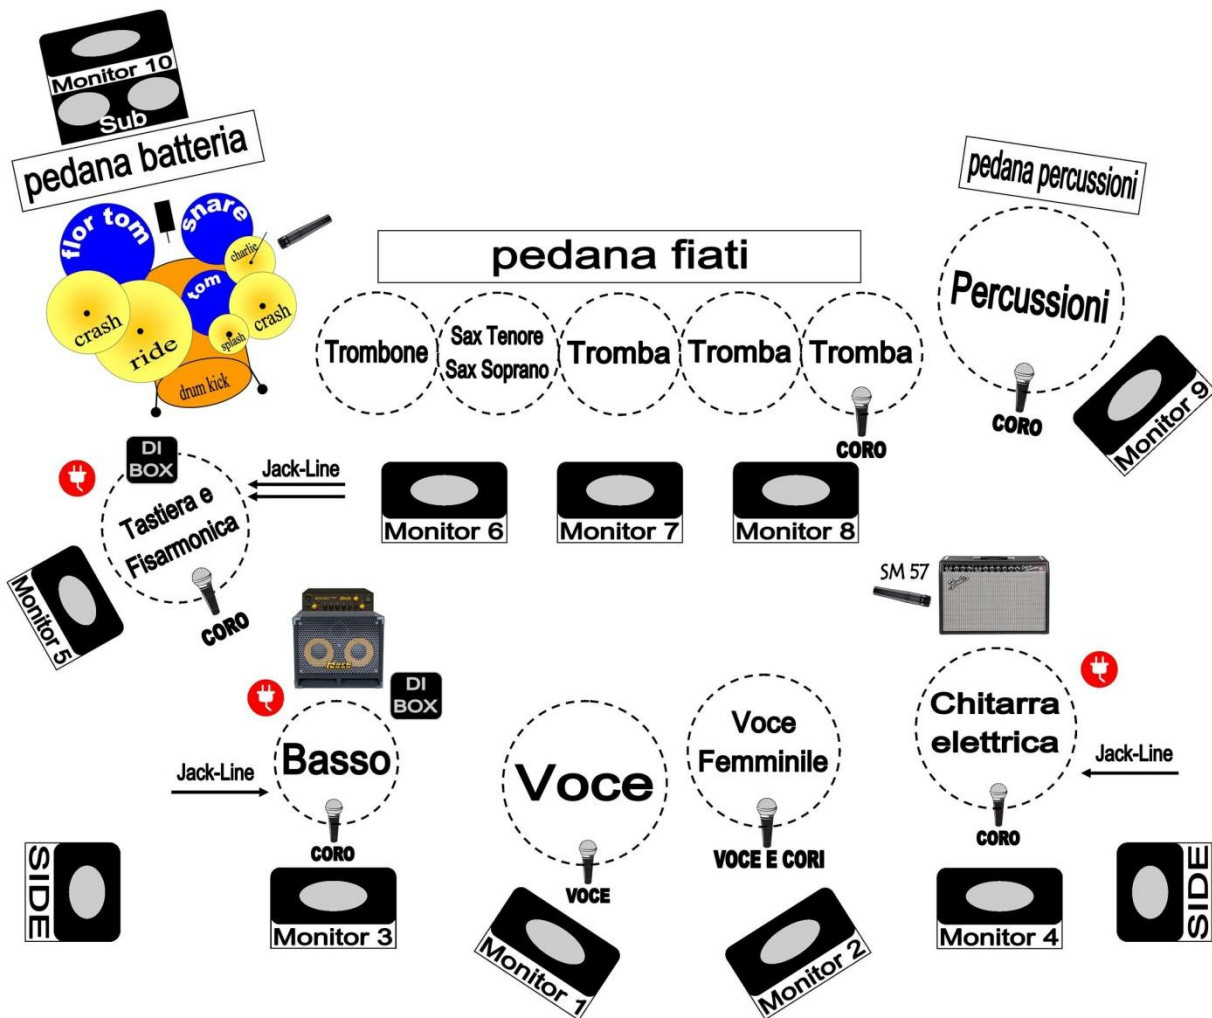 Monitor 10
Sub
pedana batteria
flor tom
snare
charlie
tom
crash
ride
splash
crash
drum kick
pedana fiati
Trombone
Sax Tenore
Sax Soprano
Tromba
Tromba
Tromba
CORO
pedana percussioni
Percussioni
CORO
Monitor 9
DI
BOX
Jack-Line
Tastiera e
Fisarmonica
CORO
Monitor 5
Monitor 6
Monitor 7
Monitor 8
SM 57
Fender
Mark
bass
DI
BOX
Basso
Jack-Line
CORO
Monitor 3
Voce
VOCE
Monitor 1
Voce
Femminile
VOCE E CORI
Monitor 2
Chitarra
elettrica
Jack-Line
CORO
Monitor 4
SIDE
SIDE